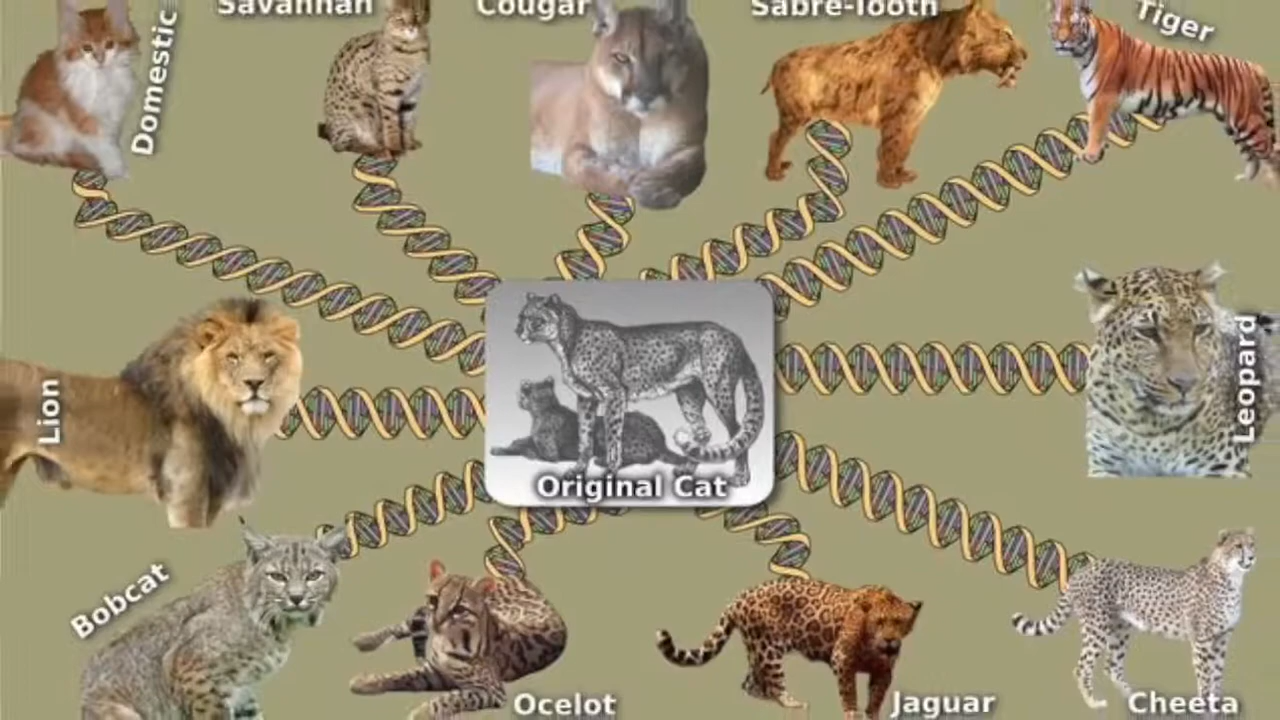 Savannah
Cougar
Sabre-Tooth
Tiger
Domestic
Lion
Leopard
Original Cat
Bobcat
Ocelot
Jaguar
Cheeta